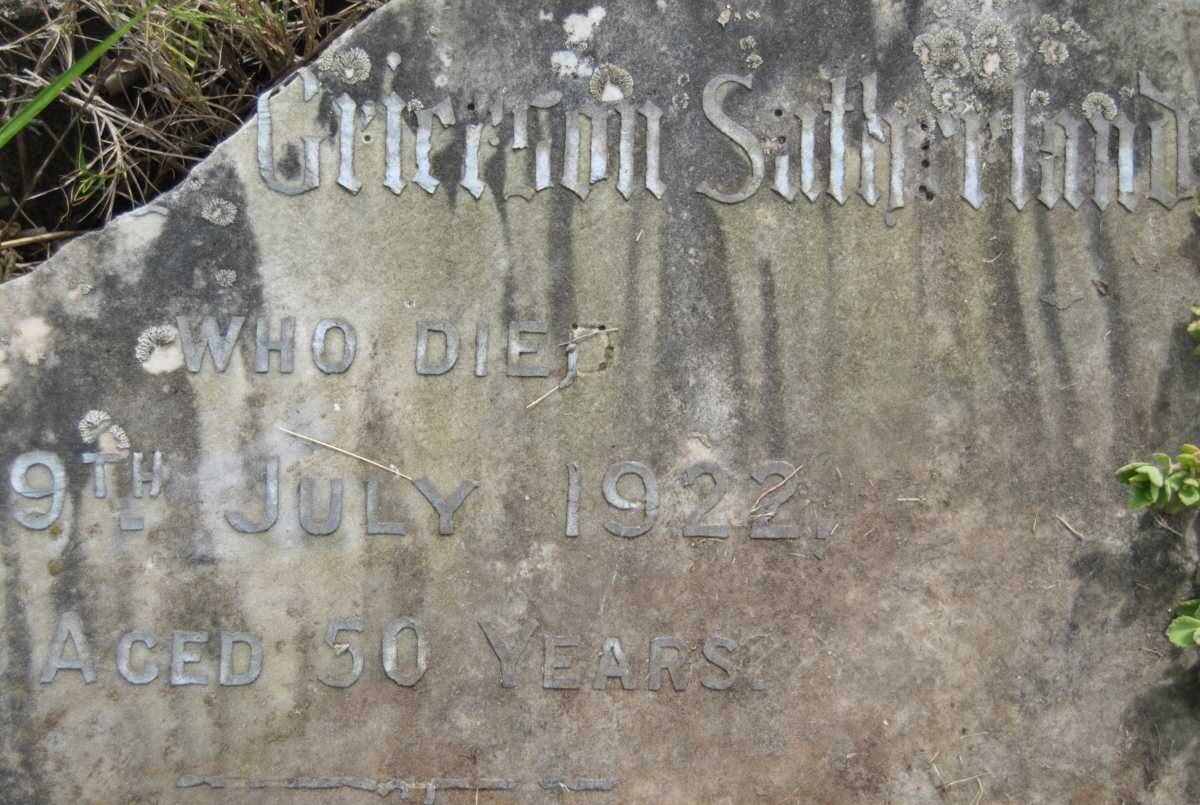 Grierson Sutherland
WHO DIED
9TH JULY 1922.
AGED 50 YEARS.